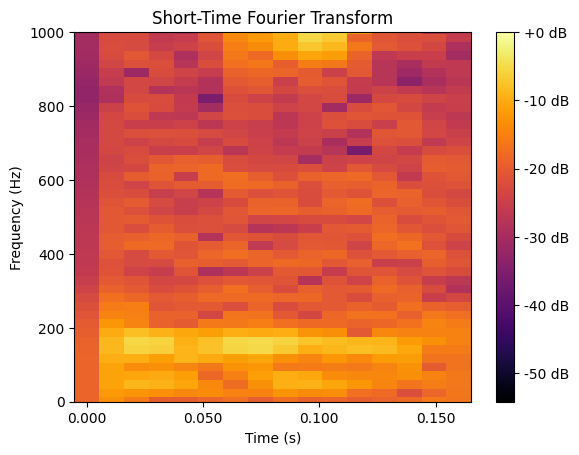 Short-Time Fourier Transform
1000
800
600
400
200
0
Frequency (Hz)
0.000
0.050
0.100
0.150
Time (s)
+0 dB
-10 dB
-20 dB
-30 dB
-40 dB
-50 dB